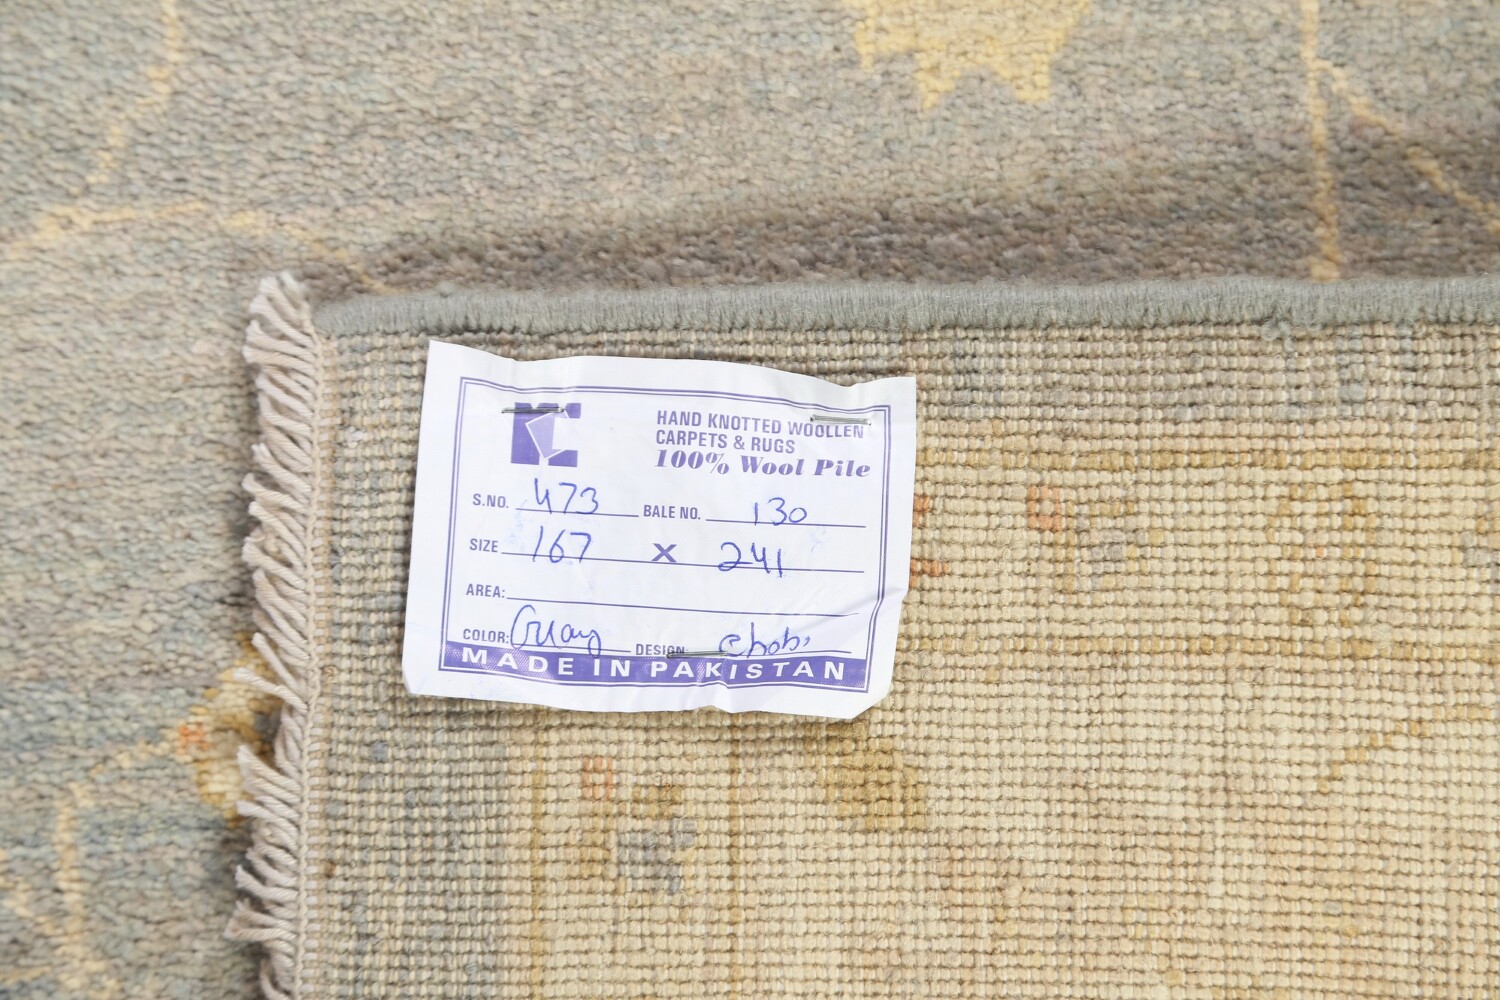 HAND KNOTTED WOOLLEN
CARPETS & RUGS
100% Wool Pile
S.NO. 473 BALE NO. 130
SIZE 167 X 241
AREA:
COLOR: Gray DESIGN chobi
MADE IN PAKISTAN